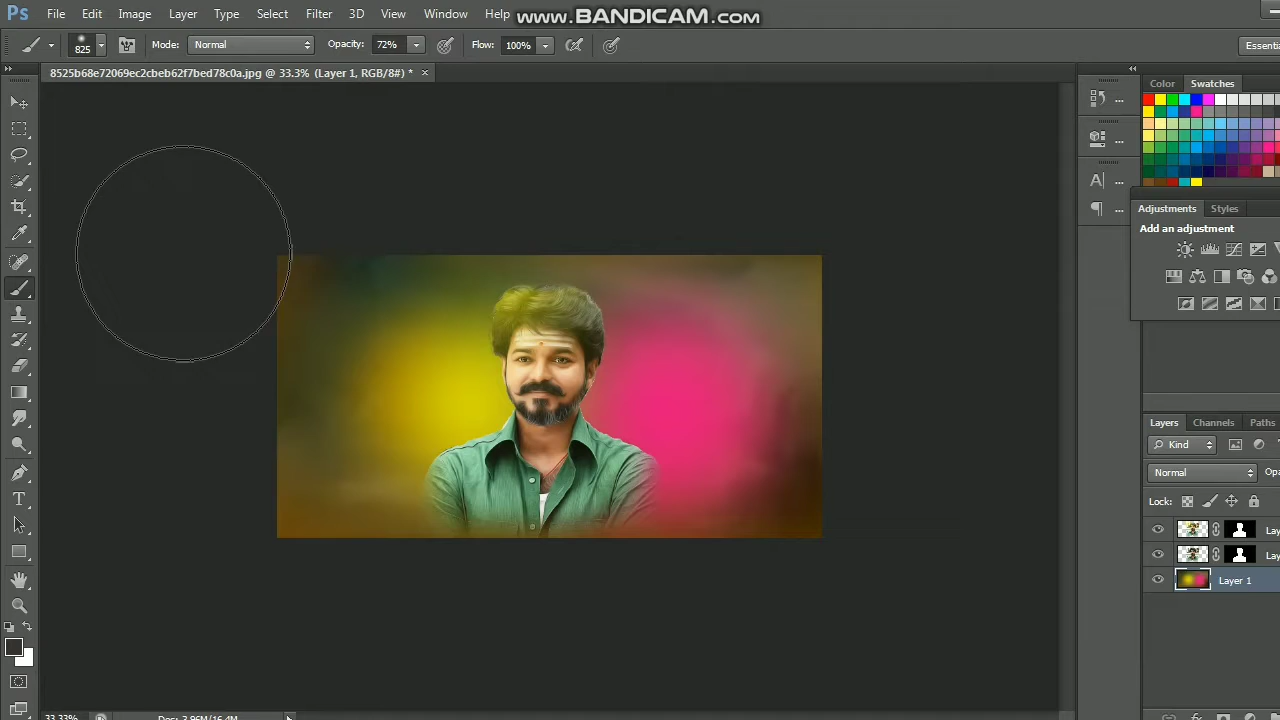 Ps File Edit Image Layer Type Select Filter 3D View Window Help www.BANDICAM.com
825 Mode: Normal Opacity: 72% Flow: 100% Essenti
8525b68e72069ec2cbeb62f7bed78c0a.jpg @ 33.3% (Layer 1, RGB/8#) *
Color Swatches
Adjustments Styles
Add an adjustment
Layers Channels Paths
Kind
Normal Opa
Lock:
Lay
Lay
Layer 1
33.33% Doc: 3.96M/16.4M